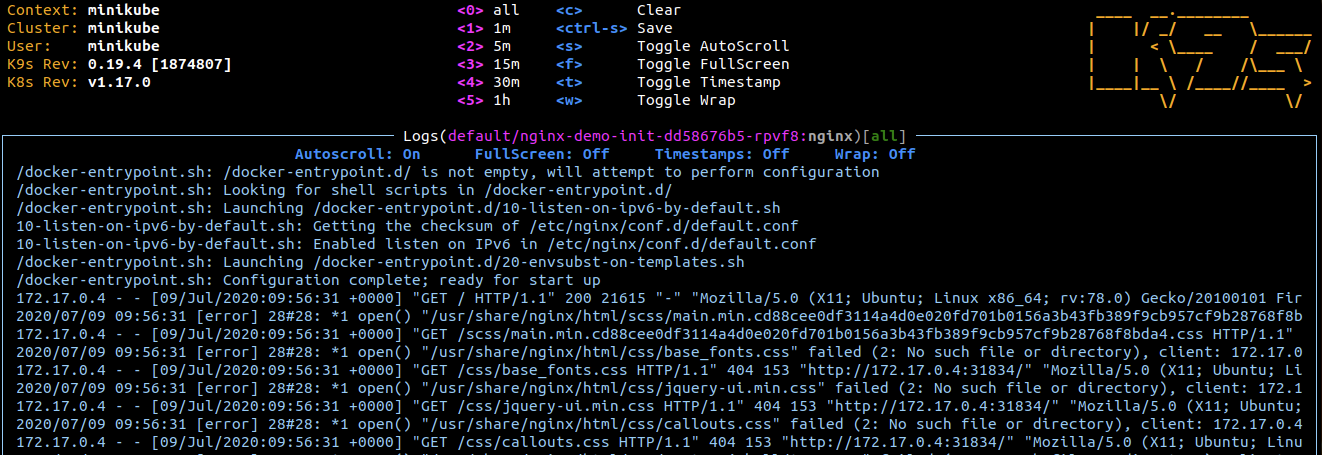 Context: minikube <0> all <c> Clear
Cluster: minikube <1> 1m <ctrl-s> Save
User: minikube <2> 5m <s> Toggle AutoScroll
K9s Rev: 0.19.4 [1874807] <3> 15m <f> Toggle FullScreen
K8s Rev: v1.17.0 <4> 30m <t> Toggle Timestamp
<5> 1h <w> Toggle Wrap
K9s
Logs(default/nginx-demo-init-dd58676b5-rpvf8:nginx)[all]
Autoscroll: On FullScreen: Off Timestamps: Off Wrap: Off
/docker-entrypoint.sh: /docker-entrypoint.d/ is not empty, will attempt to perform configuration
/docker-entrypoint.sh: Looking for shell scripts in /docker-entrypoint.d/
/docker-entrypoint.sh: Launching /docker-entrypoint.d/10-listen-on-ipv6-by-default.sh
10-listen-on-ipv6-by-default.sh: Getting the checksum of /etc/nginx/conf.d/default.conf
10-listen-on-ipv6-by-default.sh: Enabled listen on IPv6 in /etc/nginx/conf.d/default.conf
/docker-entrypoint.sh: Launching /docker-entrypoint.d/20-envsubst-on-templates.sh
/docker-entrypoint.sh: Configuration complete; ready for start up
172.17.0.4 - - [09/Jul/2020:09:56:31 +0000] "GET / HTTP/1.1" 200 21615 "-" "Mozilla/5.0 (X11; Ubuntu; Linux x86_64; rv:78.0) Gecko/20100101 Fir
2020/07/09 09:56:31 [error] 28#28: *1 open() "/usr/share/nginx/html/scss/main.min.cd88cee0df3114a4d0e020fd701b0156a3b43fb389f9cb957cf9b28768f8b
172.17.0.4 - - [09/Jul/2020:09:56:31 +0000] "GET /scss/main.min.cd88cee0df3114a4d0e020fd701b0156a3b43fb389f9cb957cf9b28768f8bda4.css HTTP/1.1"
2020/07/09 09:56:31 [error] 28#28: *1 open() "/usr/share/nginx/html/css/base_fonts.css" failed (2: No such file or directory), client: 172.17.0
172.17.0.4 - - [09/Jul/2020:09:56:31 +0000] "GET /css/base_fonts.css HTTP/1.1" 404 153 "http://172.17.0.4:31834/" "Mozilla/5.0 (X11; Ubuntu; Li
2020/07/09 09:56:31 [error] 28#28: *1 open() "/usr/share/nginx/html/css/jquery-ui.min.css" failed (2: No such file or directory), client: 172.1
172.17.0.4 - - [09/Jul/2020:09:56:31 +0000] "GET /css/jquery-ui.min.css HTTP/1.1" 404 153 "http://172.17.0.4:31834/" "Mozilla/5.0 (X11; Ubuntu;
2020/07/09 09:56:31 [error] 28#28: *1 open() "/usr/share/nginx/html/css/callouts.css" failed (2: No such file or directory), client: 172.17.0.4
172.17.0.4 - - [09/Jul/2020:09:56:31 +0000] "GET /css/callouts.css HTTP/1.1" 404 153 "http://172.17.0.4:31834/" "Mozilla/5.0 (X11; Ubuntu; Linu